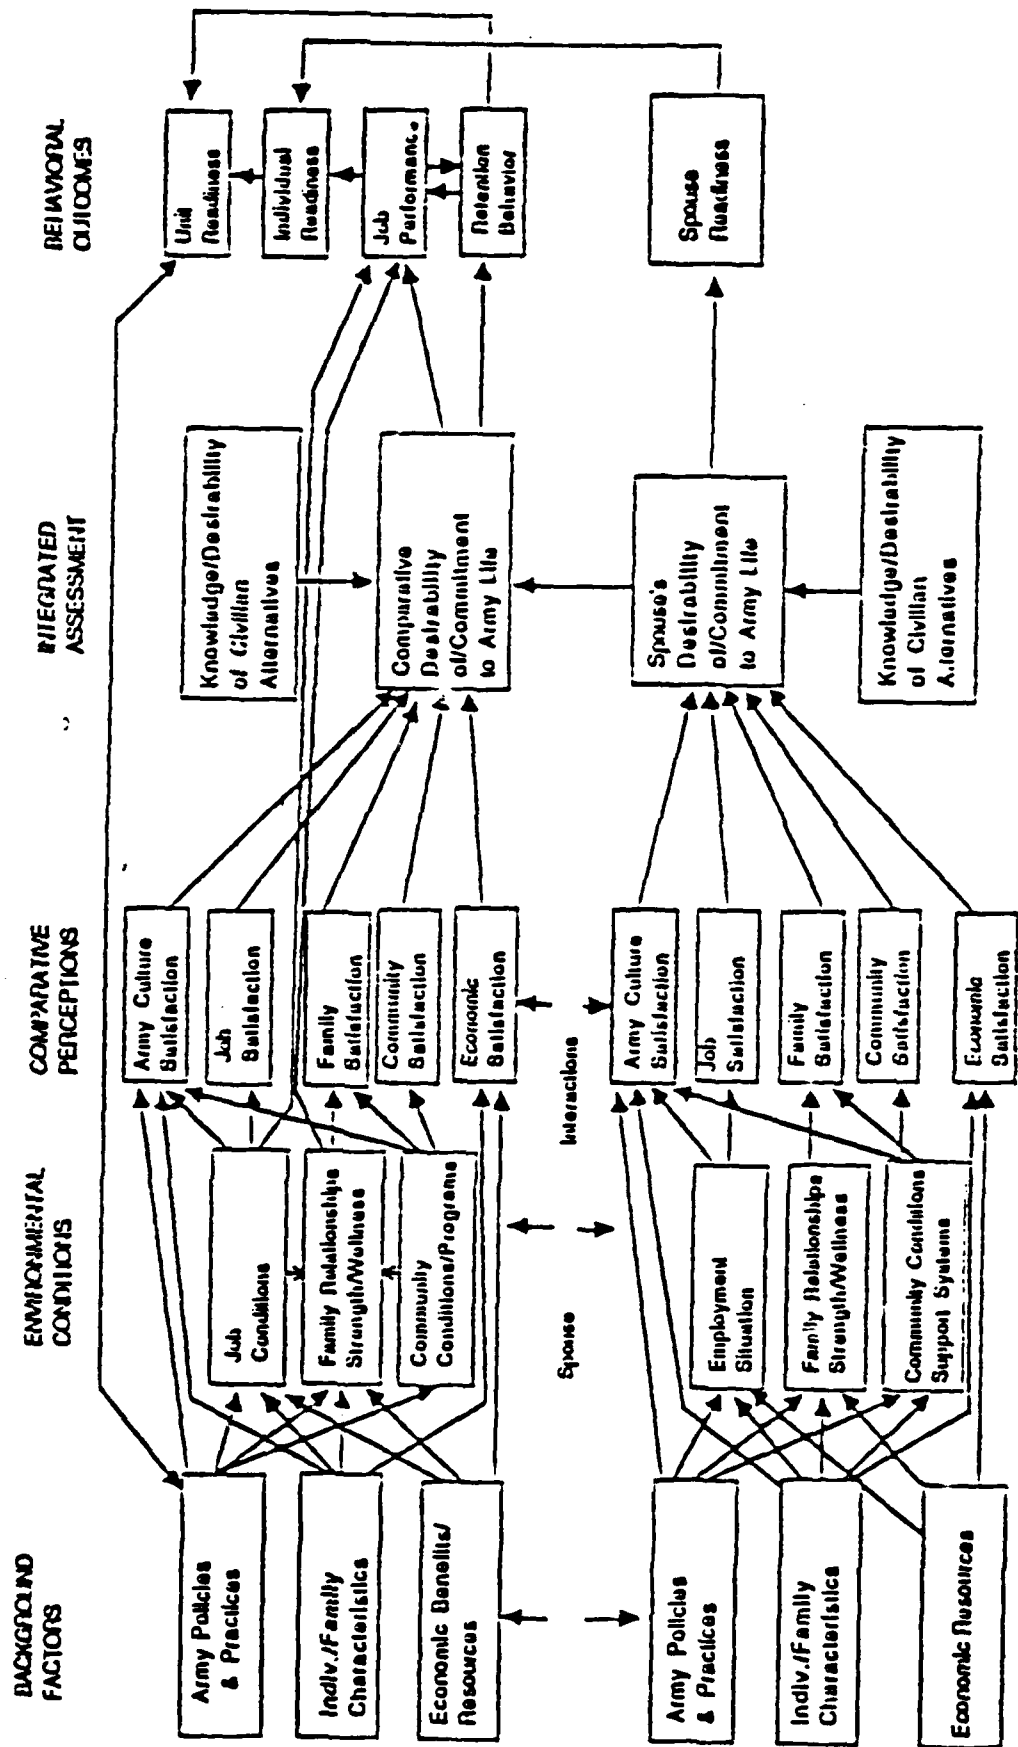 BACKGROUND
FACTORS
ENVIRONMENTAL
CONDITIONS
COMPARATIVE
PERCEPTIONS
INTEGRATED
ASSESSMENT
BEHAVIORAL
OUTCOMES
Army Policies
& Practices
Indiv./Family
Characteristics
Economic Benefits/
Resources
Job
Conditions
Family Relationships
Strength/Wellness
Community
Conditions/Programs
Army Culture
Satisfaction
Job
Satisfaction
Family
Satisfaction
Community
Satisfaction
Economic
Satisfaction
Knowledge/Desirability
of Civilian
Alternatives
Comparative
Desirability
of/Commitment
to Army Life
Unit
Readiness
Individual
Readiness
Job
Performance
Retention
Behavior
Spouse
Interactions
Army Policies
& Practices
Indiv./Family
Characteristics
Economic Resources
Employment
Situation
Family Relationships
Strength/Wellness
Community Conditions
Support Systems
Army Culture
Satisfaction
Job
Satisfaction
Family
Satisfaction
Community
Satisfaction
Economic
Satisfaction
Spouse's
Desirability
of/Commitment
to Army Life
Knowledge/Desirability
of Civilian
Alternatives
Spouse
Readiness